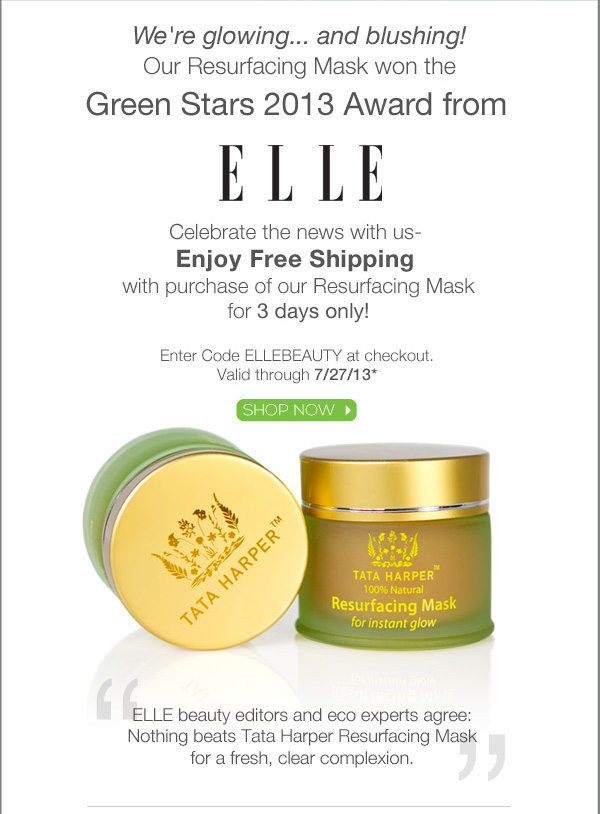 We're glowing... and blushing!
Our Resurfacing Mask won the
Green Stars 2013 Award from
ELLE
Celebrate the news with us-
Enjoy Free Shipping
with purchase of our Resurfacing Mask
for 3 days only!
Enter Code ELLEBEAUTY at checkout.
Valid through 7/27/13*
SHOP NOW
TATA HARPER™
TATA HARPER™
100% Natural
Resurfacing Mask
for instant glow
“ELLE beauty editors and eco experts agree:
Nothing beats Tata Harper Resurfacing Mask
for a fresh, clear complexion.”